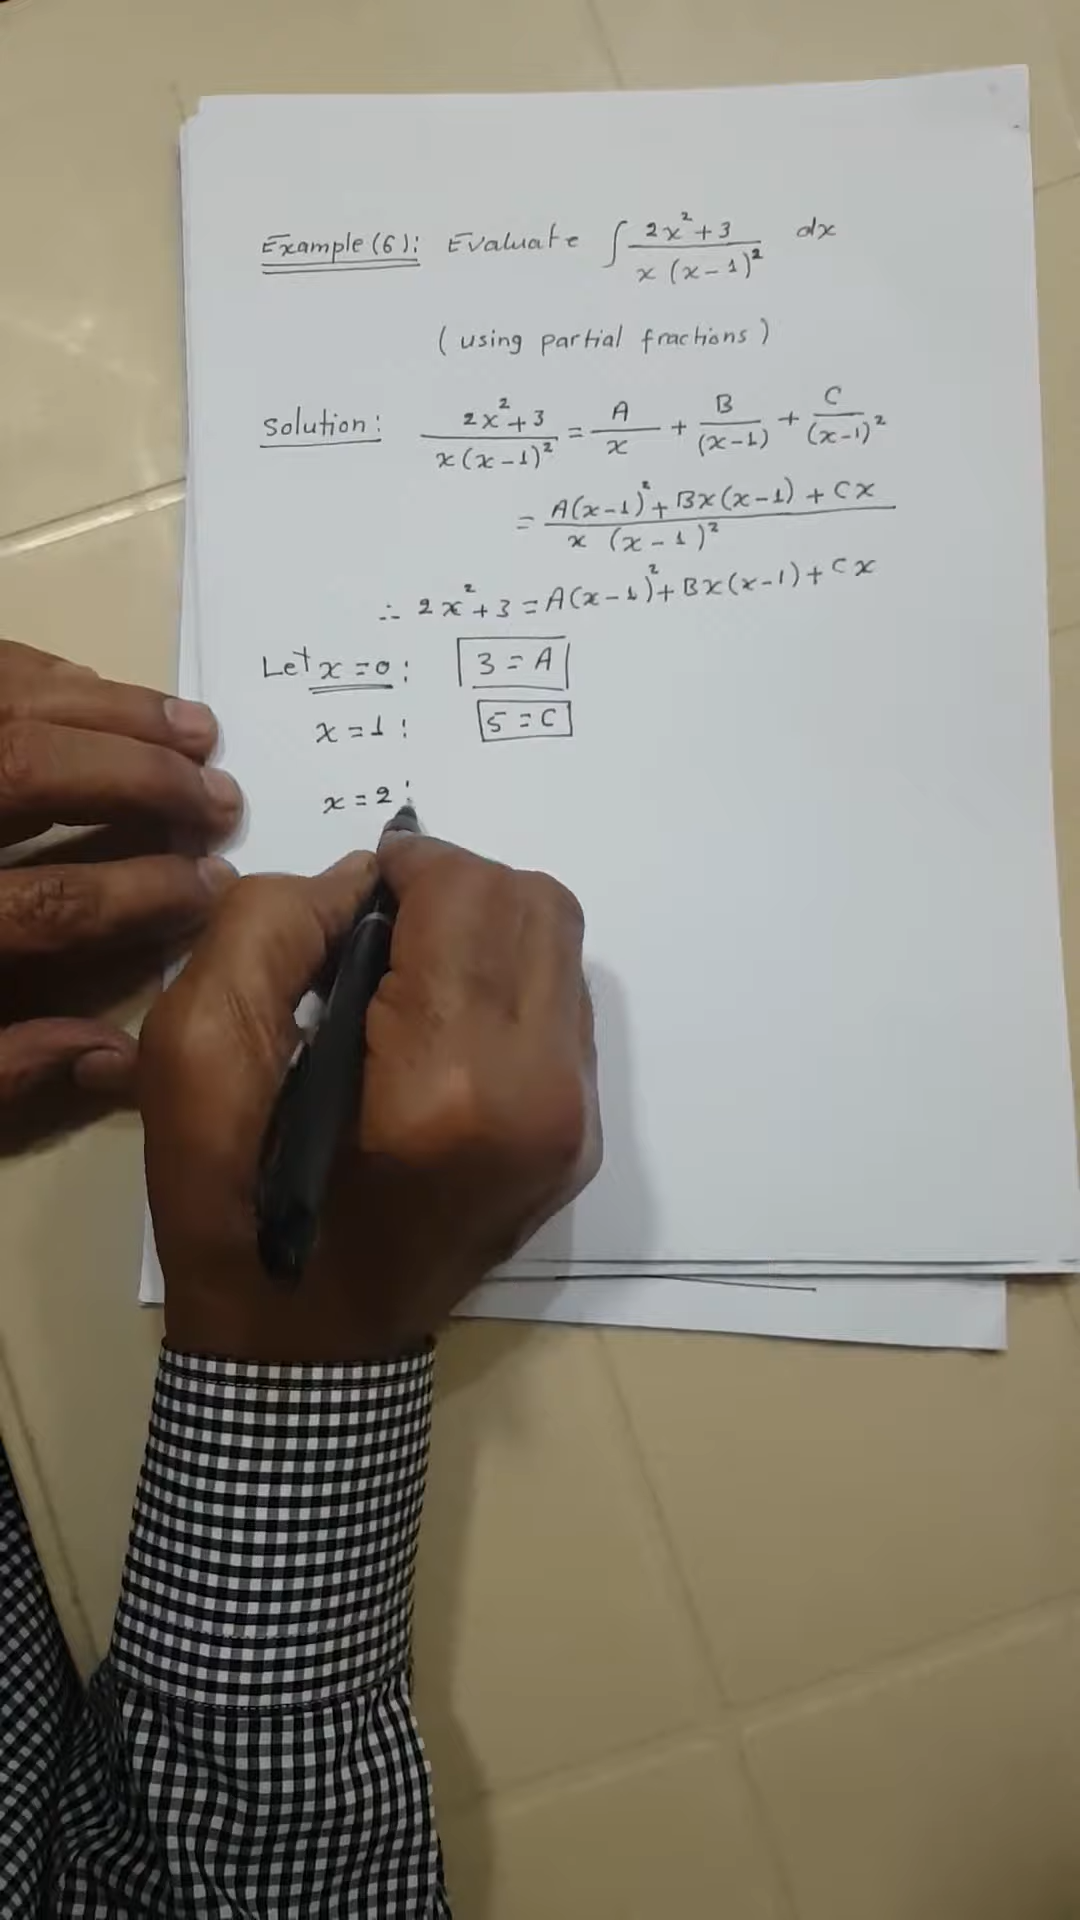 Example (6): Evaluate ∫ (2x² + 3) / (x (x - 1)²) dx
(using partial fractions)
Solution: (2x² + 3) / (x (x - 1)²) = A / x + B / (x - 1) + C / (x - 1)²
= (A(x - 1)² + Bx(x - 1) + Cx) / (x (x - 1)²)
∴ 2x² + 3 = A(x - 1)² + Bx(x - 1) + Cx
Let x = 0 : 3 = A
x = 1 : 5 = C
x = 2 :